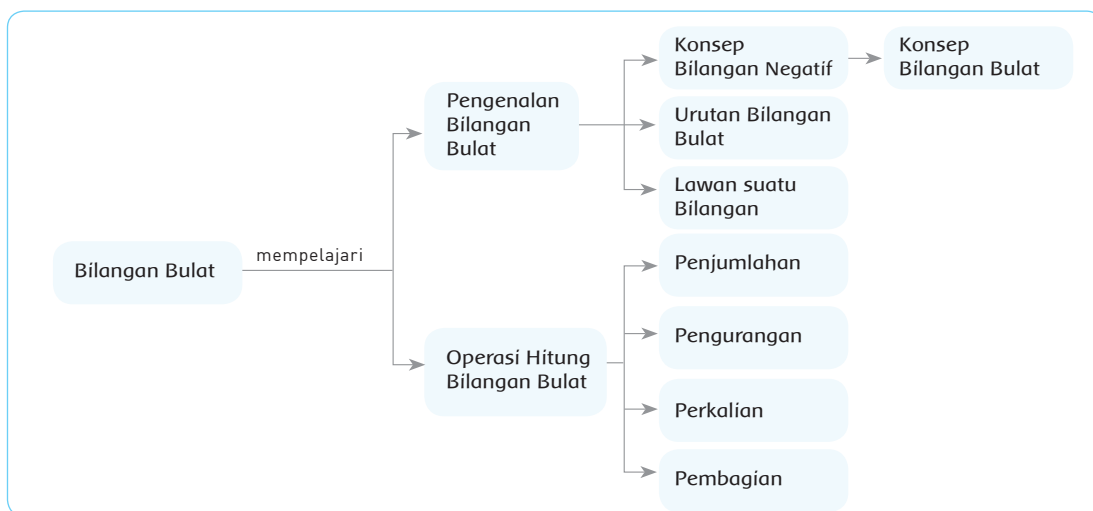 Bilangan Bulat
mempelajari
Pengenalan
Bilangan
Bulat
Konsep
Bilangan Negatif
Konsep
Bilangan Bulat
Urutan Bilangan
Bulat
Lawan suatu
Bilangan
Operasi Hitung
Bilangan Bulat
Penjumlahan
Pengurangan
Perkalian
Pembagian